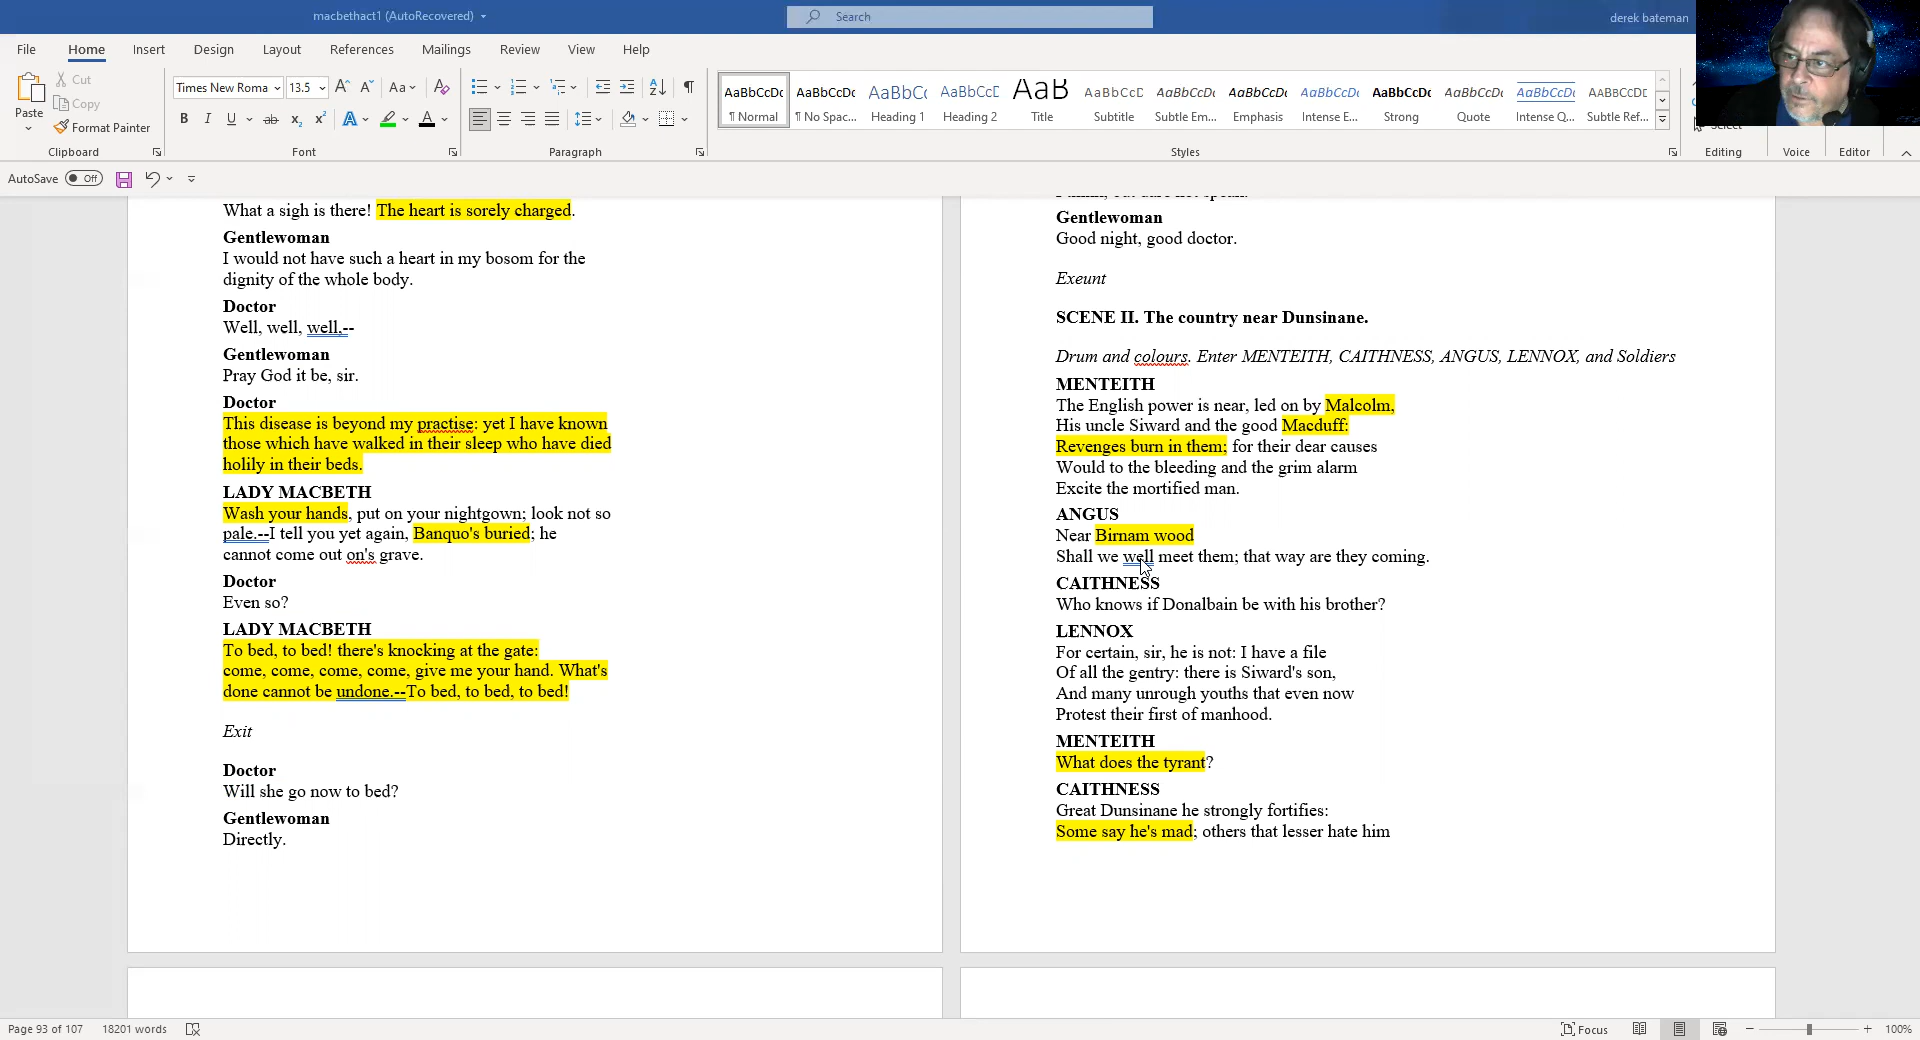 macbethact1 (AutoRecovered)
Search
derek bateman
File Home Insert Draw Design Layout References Mailings Review View Help
Paste
Cut
Copy
Format Painter
Clipboard
Times New Roma 13.5
Font
Paragraph
AaBbCcDc AaBbCcDc AaBbCc AaBbCcD AaB AaBbCcD AaBbCcDc AaBbCcDc AaBbCcDc AaBbCcDc AaBbCcDc AaBbCcDc AABBCCDD
¶ Normal ¶ No Spac... Heading 1 Heading 2 Title Subtitle Subtle Em... Emphasis Intense E... Strong Quote Intense Q... Subtle Ref...
Styles
Select
Editing
Voice
Editor
AutoSave Off
What a sigh is there! The heart is sorely charged.
Gentlewoman
I would not have such a heart in my bosom for the
dignity of the whole body.
Doctor
Well, well, well,--
Gentlewoman
Pray God it be, sir.
Doctor
This disease is beyond my practise: yet I have known
those which have walked in their sleep who have died
holily in their beds.
LADY MACBETH
Wash your hands, put on your nightgown; look not so
pale.--I tell you yet again, Banquo's buried; he
cannot come out on's grave.
Doctor
Even so?
LADY MACBETH
To bed, to bed! there's knocking at the gate:
come, come, come, come, give me your hand. What's
done cannot be undone.--To bed, to bed, to bed!
Exit
Doctor
Will she go now to bed?
Gentlewoman
Directly.
Gentlewoman
Good night, good doctor.
Exeunt
SCENE II. The country near Dunsinane.
Drum and colours. Enter MENTEITH, CAITHNESS, ANGUS, LENNOX, and Soldiers
MENTEITH
The English power is near, led on by Malcolm,
His uncle Siward and the good Macduff:
Revenges burn in them; for their dear causes
Would to the bleeding and the grim alarm
Excite the mortified man.
ANGUS
Near Birnam wood
Shall we well meet them; that way are they coming.
CAITHNESS
Who knows if Donalbain be with his brother?
LENNOX
For certain, sir, he is not: I have a file
Of all the gentry: there is Siward's son,
And many unrough youths that even now
Protest their first of manhood.
MENTEITH
What does the tyrant?
CAITHNESS
Great Dunsinane he strongly fortifies:
Some say he's mad; others that lesser hate him
Page 93 of 107 18201 words
Focus
100%